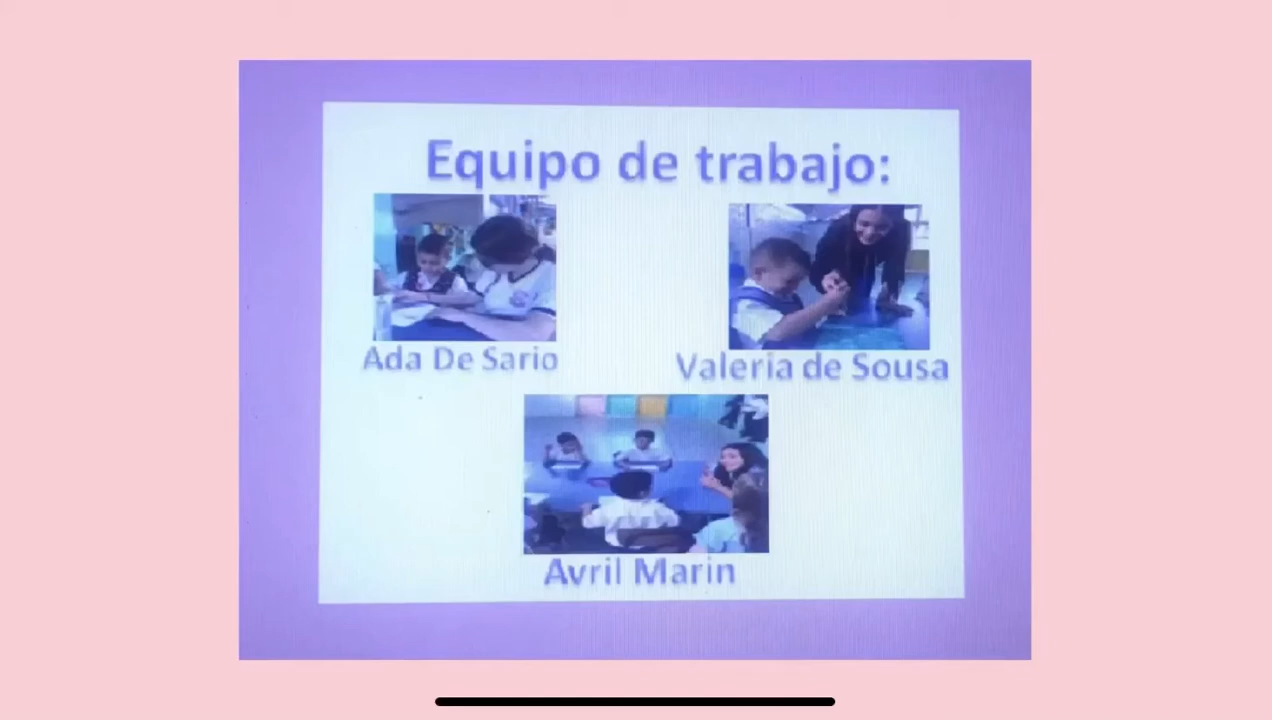 Equipo de trabajo:
Ada De Sario
Valeria de Sousa
Avril Marin